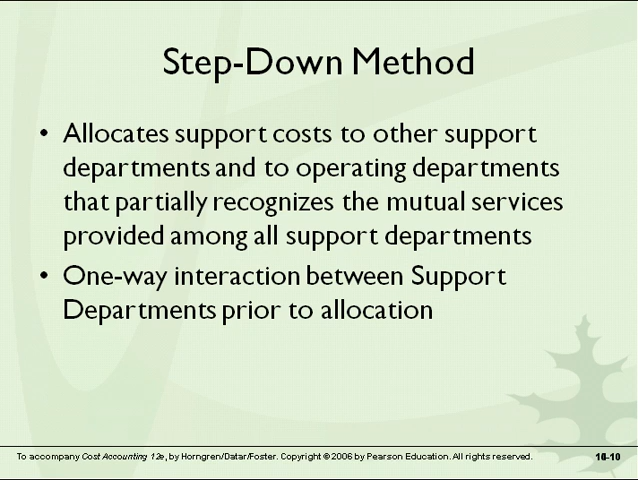 Step-Down Method
• Allocates support costs to other support
departments and to operating departments
that partially recognizes the mutual services
provided among all support departments
• One-way interaction between Support
Departments prior to allocation
To accompany Cost Accounting 12e, by Horngren/Datar/Foster. Copyright © 2006 by Pearson Education. All rights reserved.